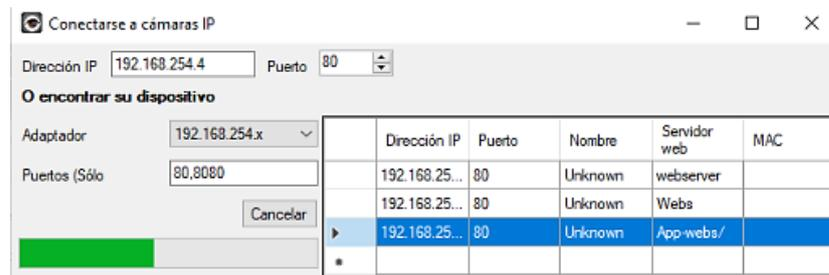 Conectarse a cámaras IP
Dirección IP 192.168.254.4 Puerto 80
O encontrar su dispositivo
Adaptador 192.168.254.x
Puertos (Sólo 80,8080
Cancelar
Dirección IP Puerto Nombre Servidor web MAC
192.168.25... 80 Unknown webserver
192.168.25... 80 Unknown Webs
192.168.25... 80 Unknown App-webs/